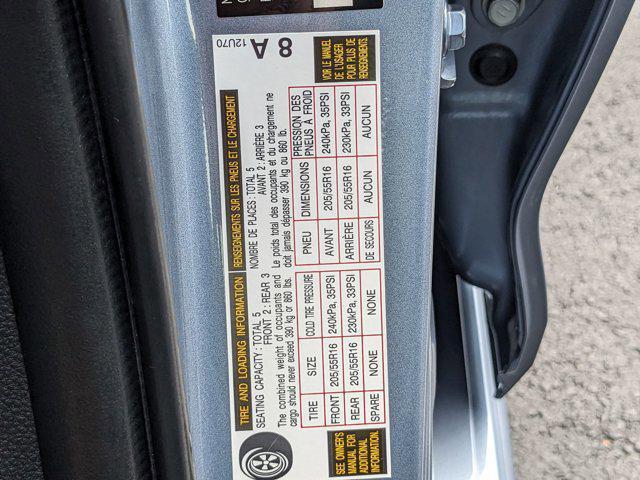 TIRE AND LOADING INFORMATION
RENSEIGNEMENTS SUR LES PNEUS ET LE CHARGEMENT
SEATING CAPACITY : TOTAL 5
FRONT 2 : REAR 3
NOMBRE DE PLACES : TOTAL 5
AVANT 2 : ARRIÈRE 3
The combined weight of occupants and
cargo should never exceed 390 kg or 860 lbs.
Le poids total des occupants et du chargement ne
doit jamais dépasser 390 kg ou 860 lb.
TIRE SIZE COLD TIRE PRESSURE
FRONT 205/55R16 240kPa, 35PSI
REAR 205/55R16 230kPa, 33PSI
SPARE NONE NONE
PNEU DIMENSIONS PRESSION DES
PNEUS À FROID
AVANT 205/55R16 240kPa, 35PSI
ARRIÈRE 205/55R16 230kPa, 33PSI
DE SECOURS AUCUN AUCUN
SEE OWNER'S
MANUAL FOR
ADDITIONAL
INFORMATION.
VOIR LE MANUEL
DE L'USAGER
POUR PLUS DE
RENSEIGNEMENTS.
12U70
8 A